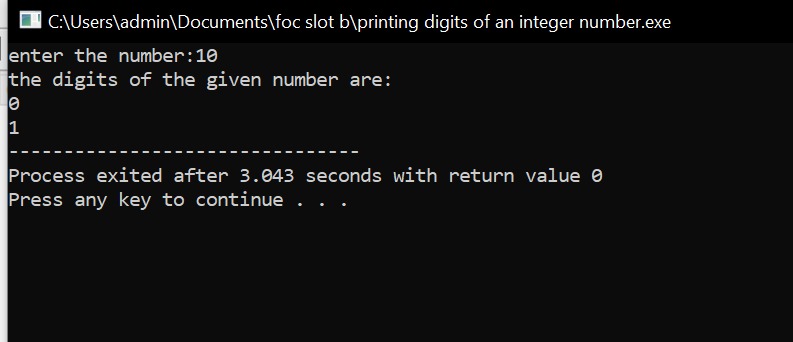 C:\Users\admin\Documents\foc slot b\printing digits of an integer number.exe
enter the number:10
the digits of the given number are:
0
1
--------------------------------
Process exited after 3.043 seconds with return value 0
Press any key to continue . . .